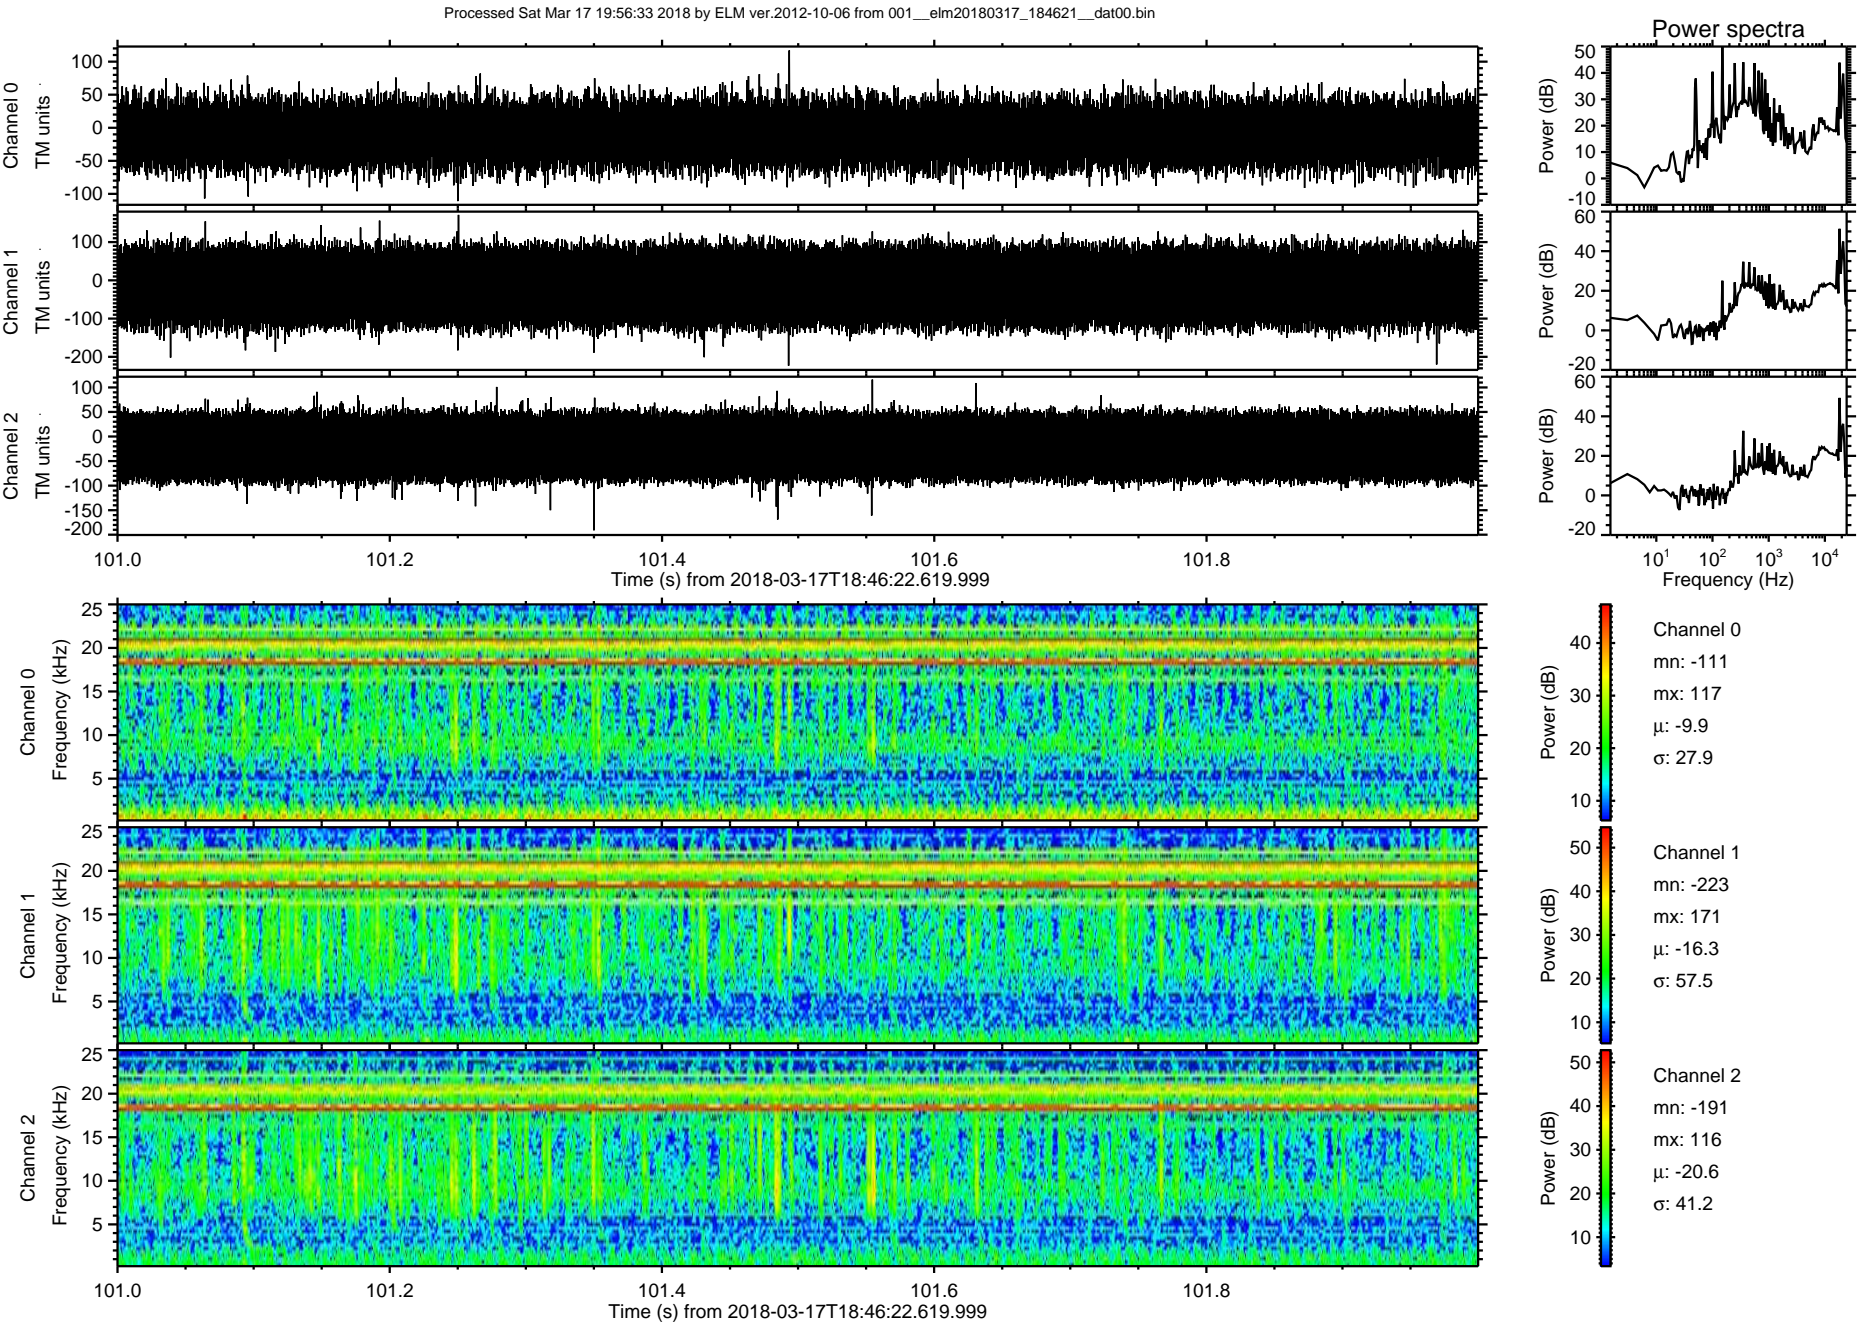 Processed Sat Mar 17 19:56:33 2018 by ELM ver.2012-10-06 from 001__elm20180317_184621__dat00.bin
Power spectra
Channel 0
TM units
100
50
0
-50
-100
Power (dB)
50
40
30
20
10
0
-10
Channel 1
TM units
100
0
-100
-200
Power (dB)
60
40
20
0
-20
Channel 2
TM units
100
50
0
-50
-100
-150
-200
Power (dB)
60
40
20
0
-20
101.0 101.2 101.4 101.6 101.8
Time (s) from 2018-03-17T18:46:22.619.999
10¹ 10² 10³ 10⁴
Frequency (Hz)
Channel 0
Frequency (kHz)
25
20
15
10
5
Power (dB)
40
30
20
10
Channel 0
mn: -111
mx: 117
μ: -9.9
σ: 27.9
Channel 1
Frequency (kHz)
25
20
15
10
5
Power (dB)
50
40
30
20
10
Channel 1
mn: -223
mx: 171
μ: -16.3
σ: 57.5
Channel 2
Frequency (kHz)
25
20
15
10
5
Power (dB)
50
40
30
20
10
Channel 2
mn: -191
mx: 116
μ: -20.6
σ: 41.2
101.0 101.2 101.4 101.6 101.8
Time (s) from 2018-03-17T18:46:22.619.999